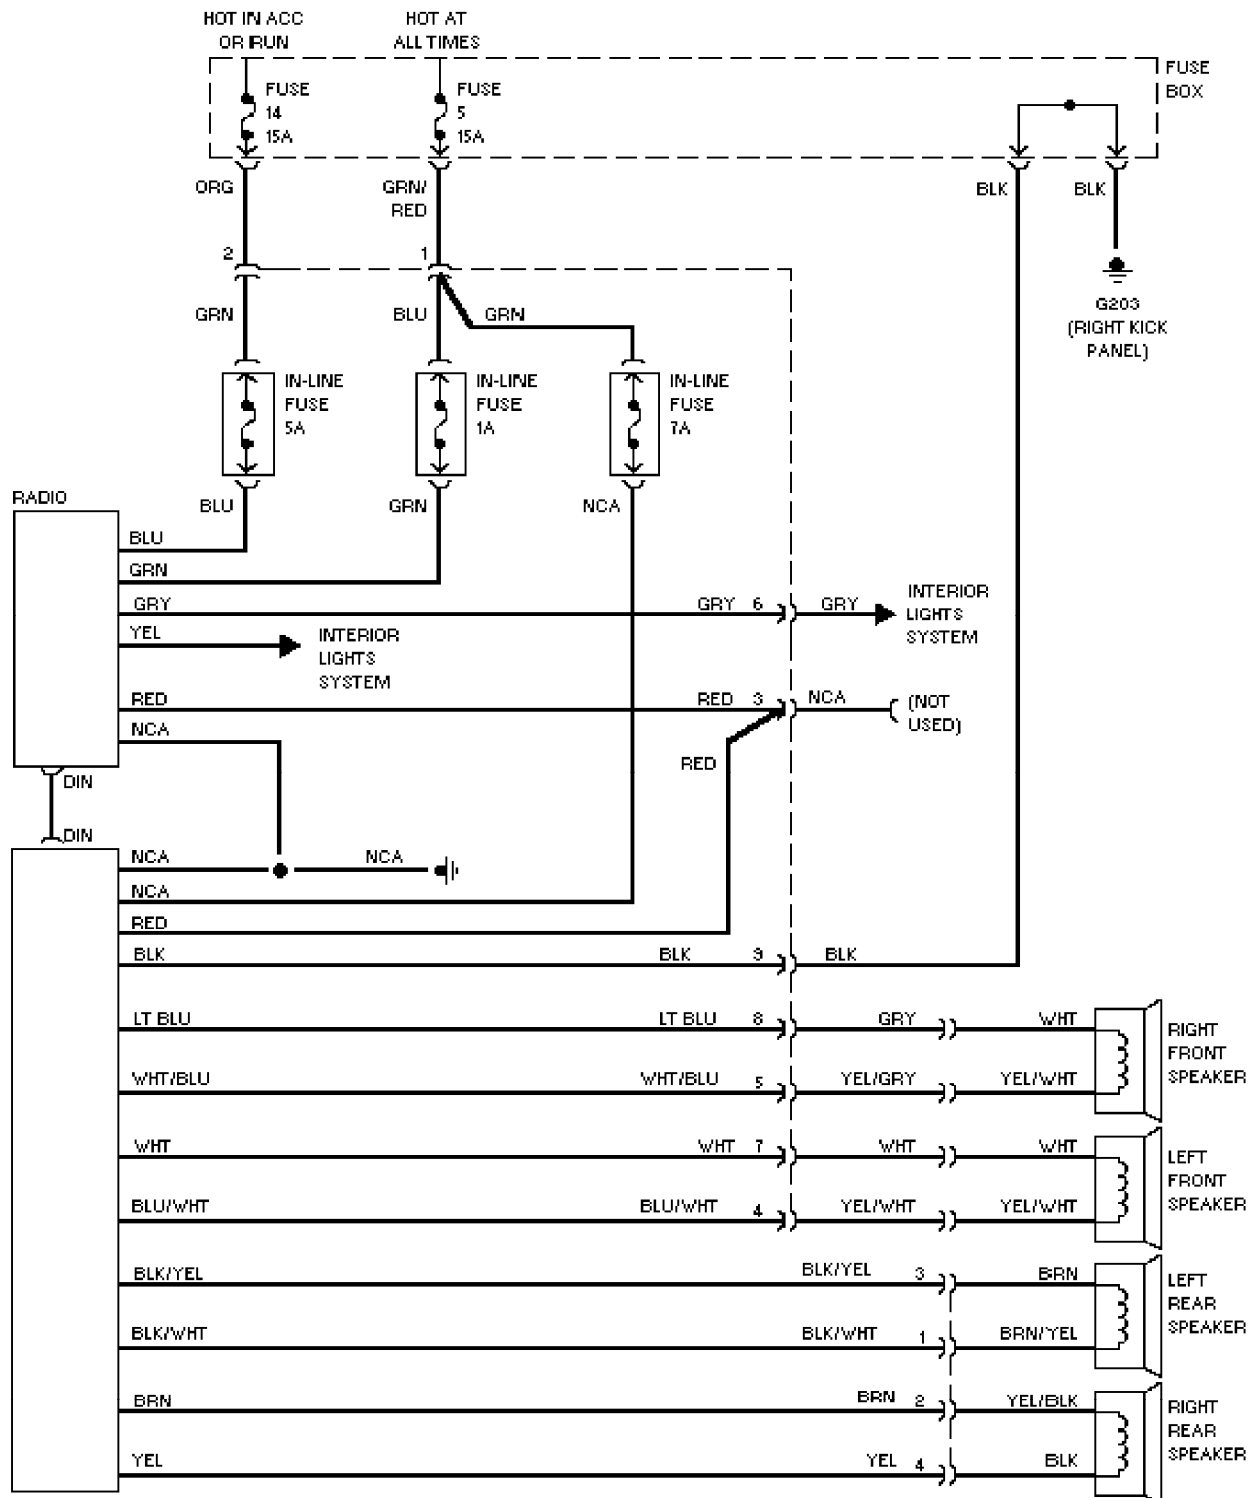 HOT IN ACC
OR RUN
HOT AT
ALL TIMES
FUSE
14
15A
FUSE
5
15A
FUSE
BOX
ORG
GRN/
RED
BLK
BLK
2
1
G203
(RIGHT KICK
PANEL)
GRN
BLU
GRN
IN-LINE
FUSE
5A
IN-LINE
FUSE
1A
IN-LINE
FUSE
7A
RADIO
BLU
GRN
NCA
BLU
GRN
GRY
GRY 6
GRY
INTERIOR
LIGHTS
SYSTEM
YEL
INTERIOR
LIGHTS
SYSTEM
RED
RED 3
NCA
(NOT
USED)
NCA
RED
DIN
DIN
NCA
NCA
NCA
RED
BLK
BLK 9
BLK
LT BLU
LT BLU 8
GRY
WHT
RIGHT
FRONT
SPEAKER
WHT/BLU
WHT/BLU 5
YEL/GRY
YEL/WHT
WHT
WHT 7
WHT
WHT
LEFT
FRONT
SPEAKER
BLU/WHT
BLU/WHT 4
YEL/WHT
YEL/WHT
BLK/YEL
BLK/YEL 3
BRN
LEFT
REAR
SPEAKER
BLK/WHT
BLK/WHT 1
BRN/YEL
BRN
BRN 2
YEL/BLK
RIGHT
REAR
SPEAKER
YEL
YEL 4
BLK